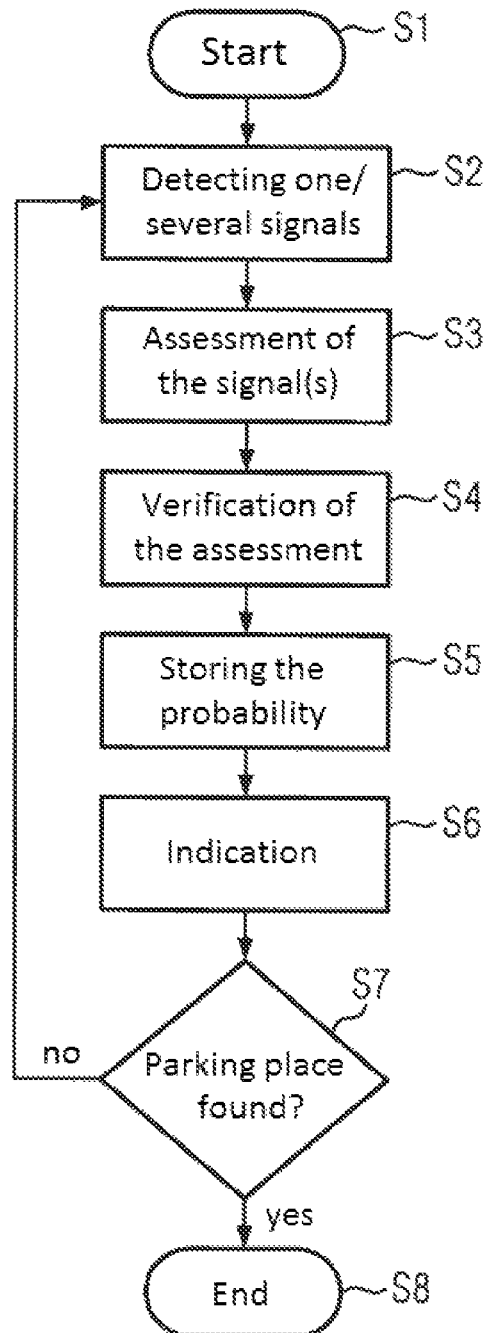 S1
Start
S2
Detecting one/
several signals
S3
Assessment of
the signal(s)
S4
Verification of
the assessment
S5
Storing the
probability
S6
Indication
S7
no
Parking place
found?
yes
End
S8